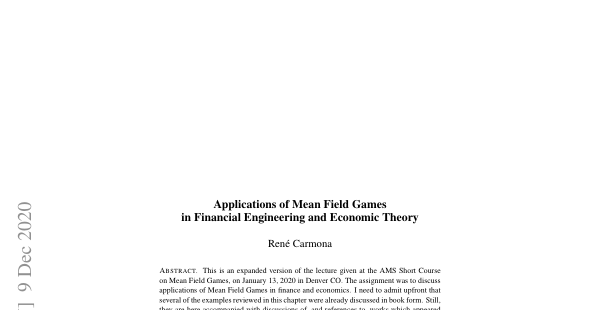 Applications of Mean Field Games
in Financial Engineering and Economic Theory
René Carmona
ABSTRACT. This is an expanded version of the lecture given at the AMS Short Course
on Mean Field Games, on January 13, 2020 in Denver CO. The assignment was to discuss
applications of Mean Field Games in finance and economics. I need to admit upfront that
several of the examples reviewed in this chapter were already discussed in book form. Still,
they are here accompanied with discussions of, and references to, works which appeared
] 9 Dec 2020